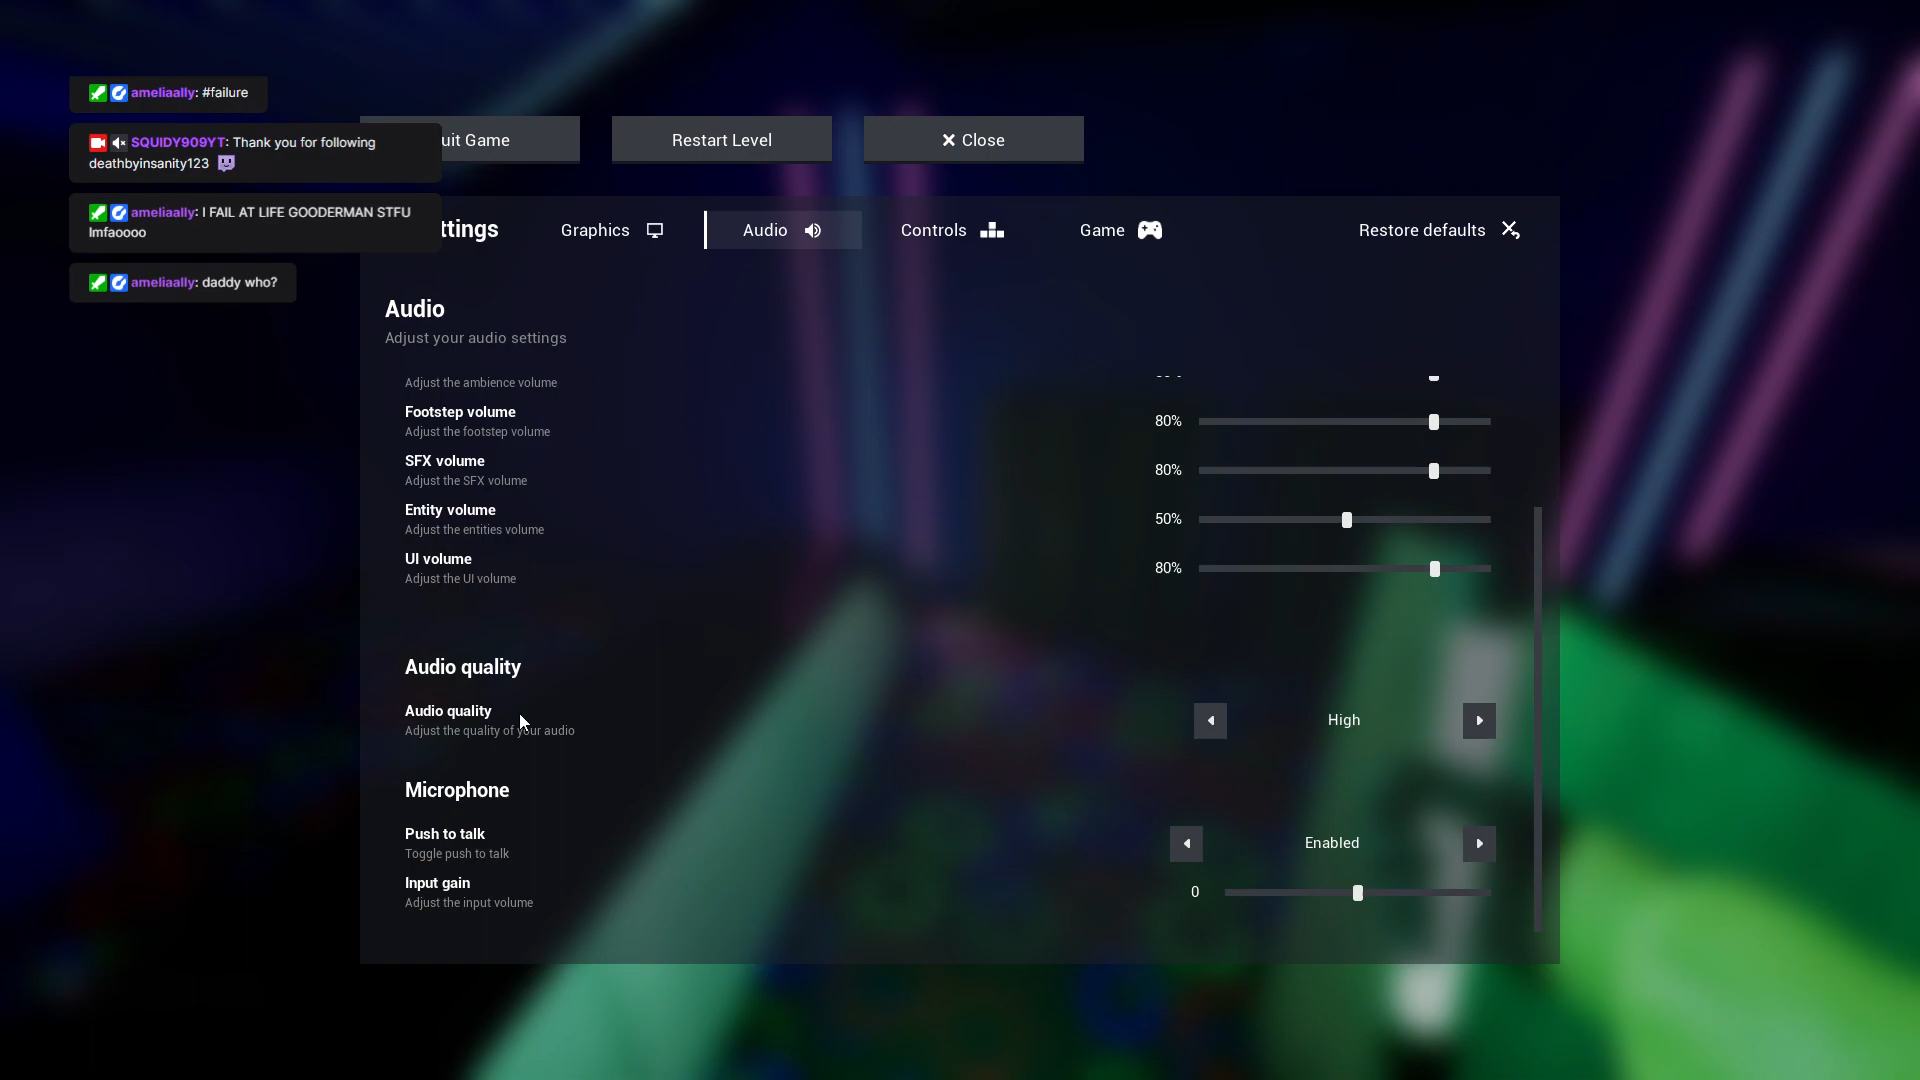 ameliaally: #failure
SQUIDY909YT: Thank you for following
deathbyinsanity123
ameliaally: I FAIL AT LIFE GOODERMAN STFU
lmfaoooo
ameliaally: daddy who?
uit Game
Restart Level
Close
ttings
Graphics
Audio
Controls
Game
Restore defaults
Audio
Adjust your audio settings
Adjust the ambience volume
Footstep volume
Adjust the footstep volume
80%
SFX volume
Adjust the SFX volume
80%
Entity volume
Adjust the entities volume
50%
UI volume
Adjust the UI volume
80%
Audio quality
Audio quality
Adjust the quality of your audio
High
Microphone
Push to talk
Toggle push to talk
Enabled
Input gain
Adjust the input volume
0